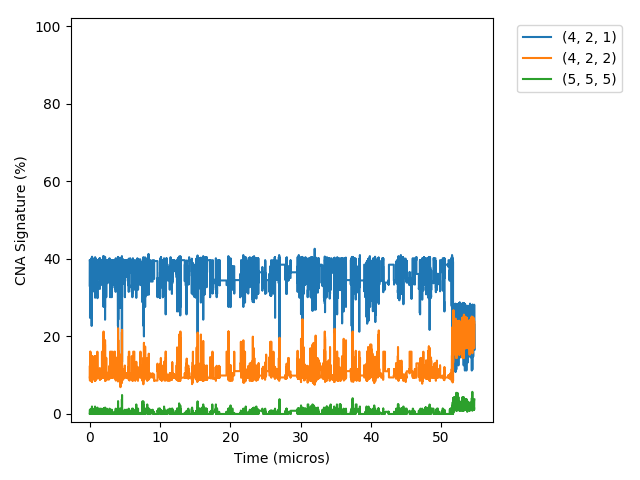 100
80
60
40
20
0
0 10 20 30 40 50
CNA Signature (%)
Time (micros)
(4, 2, 1)
(4, 2, 2)
(5, 5, 5)